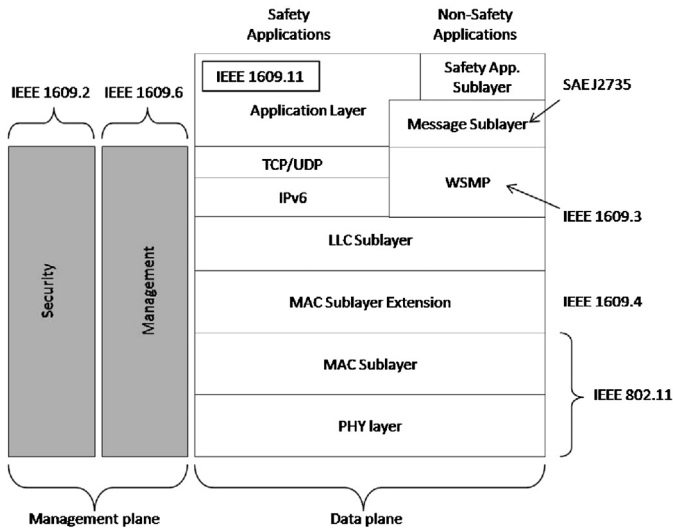 Safety
Applications
Non-Safety
Applications
IEEE 1609.2
IEEE 1609.6
IEEE 1609.11
Safety App.
Sublayer
SAE J2735
Application Layer
Message Sublayer
TCP/UDP
WSMP
IPv6
IEEE 1609.3
LLC Sublayer
Security
Management
MAC Sublayer Extension
IEEE 1609.4
MAC Sublayer
IEEE 802.11
PHY layer
Management plane
Data plane